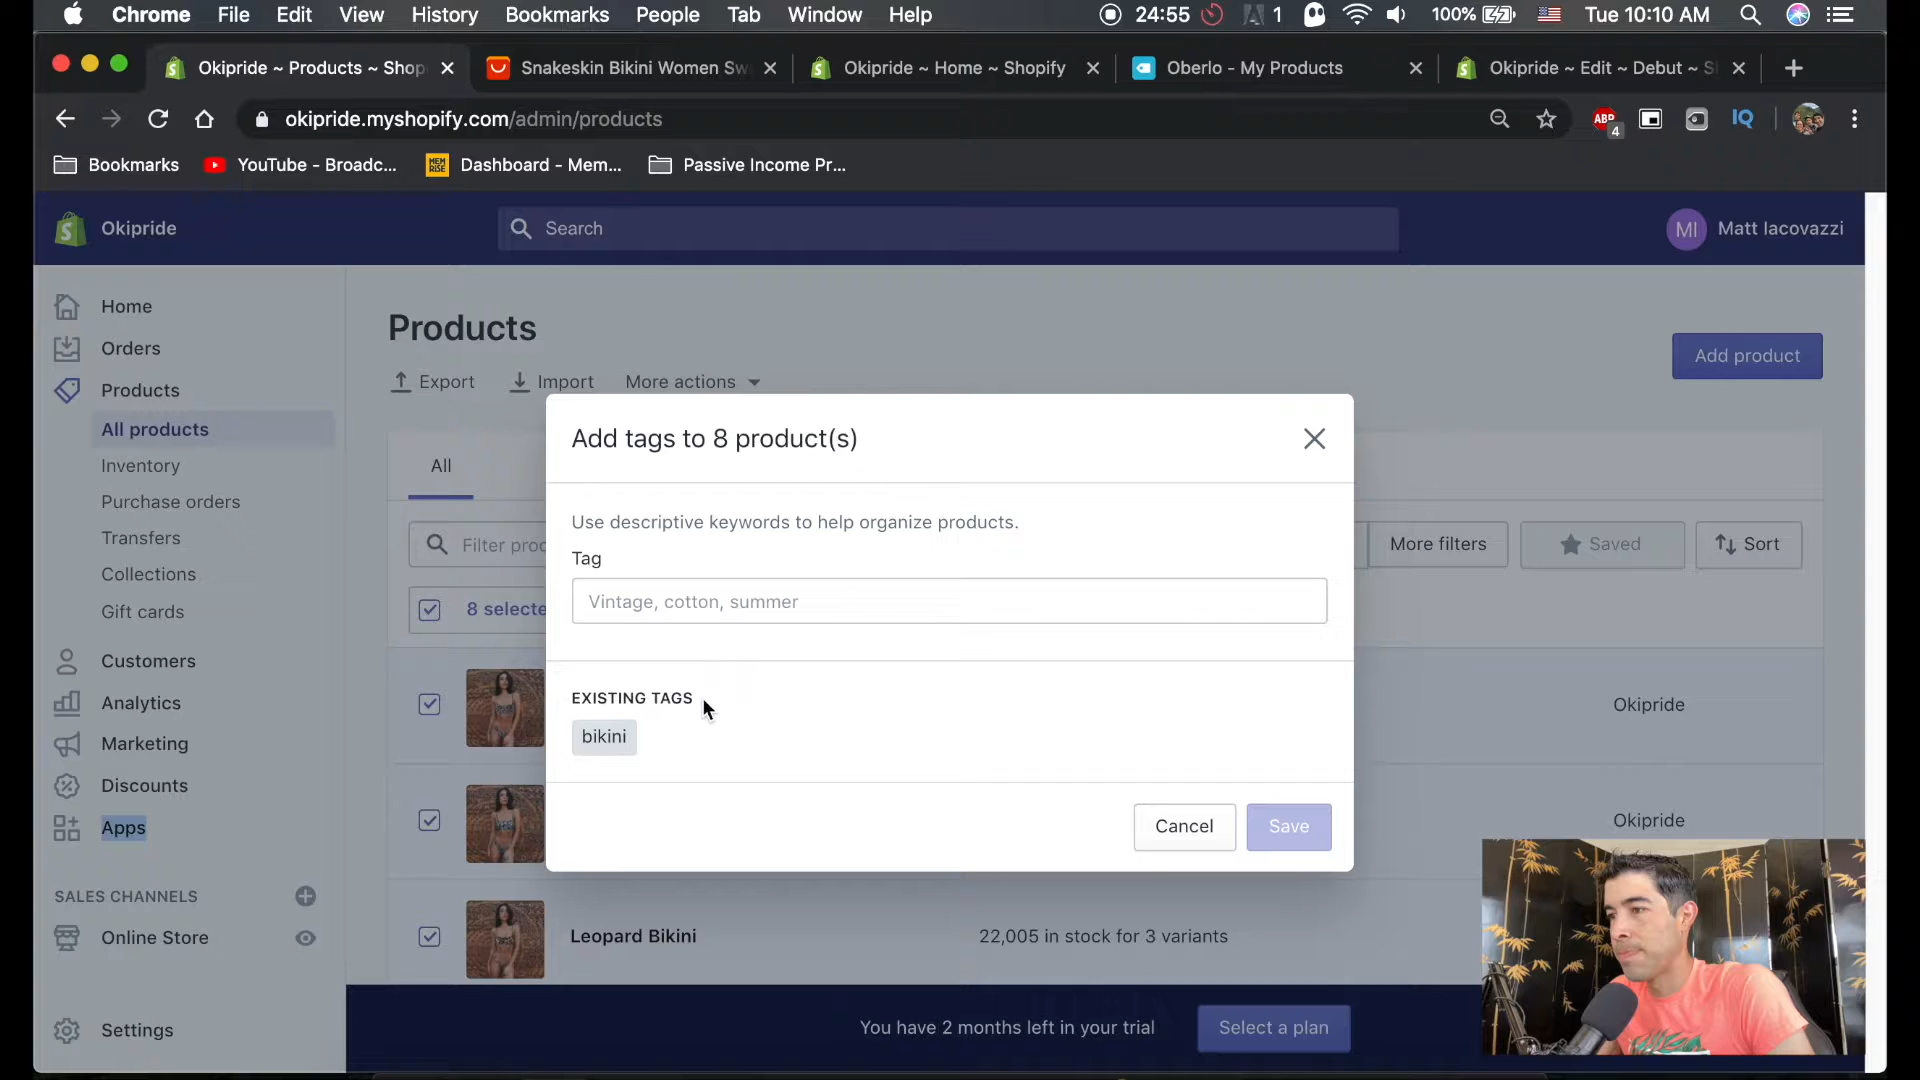 Chrome File Edit View History Bookmarks People Tab Window Help 24:55 1 100% Tue 10:10 AM
Okipride ~ Products ~ Shop Snakeskin Bikini Women Sw Okipride ~ Home ~ Shopify Oberlo - My Products Okipride ~ Edit ~ Debut ~ S
okipride.myshopify.com/admin/products ABP 4 IQ
Bookmarks YouTube - Broadc... MEM RISE Dashboard - Mem... Passive Income Pr...
Okipride Search MI Matt Iacovazzi
Home
Orders
Products
All products
Inventory
Purchase orders
Transfers
Collections
Gift cards
Customers
Analytics
Marketing
Discounts
Apps
SALES CHANNELS
Online Store
Settings
Products
Export Import More actions
Add product
All
Filter prod
More filters Saved Sort
8 selecte
Add tags to 8 product(s)
Use descriptive keywords to help organize products.
Tag
Vintage, cotton, summer
EXISTING TAGS
bikini
Cancel Save
Okipride
Okipride
Leopard Bikini 22,005 in stock for 3 variants
You have 2 months left in your trial Select a plan